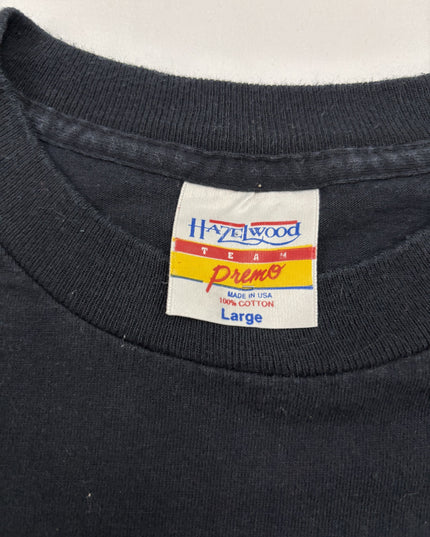 HAZELWOOD
TEAM
Premo
MADE IN USA
100% COTTON
Large